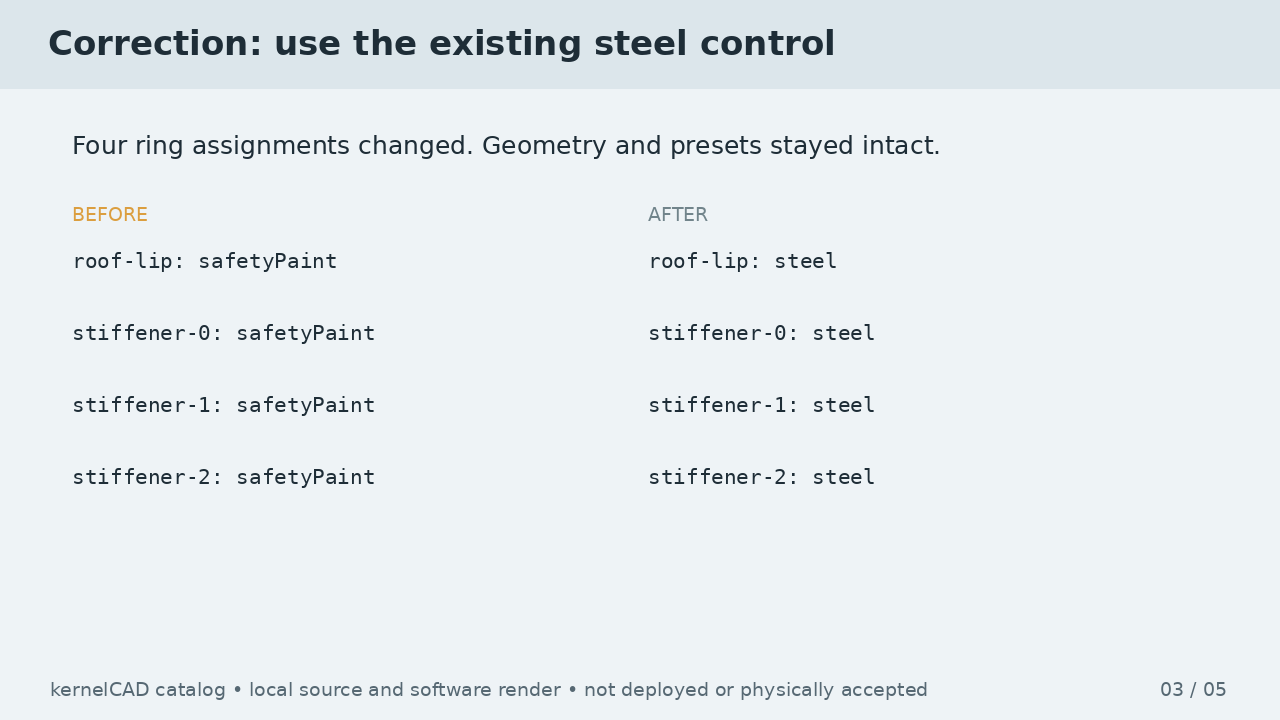 Correction: use the existing steel control
Four ring assignments changed. Geometry and presets stayed intact.
BEFORE
roof-lip: safetyPaint
stiffener-0: safetyPaint
stiffener-1: safetyPaint
stiffener-2: safetyPaint
AFTER
roof-lip: steel
stiffener-0: steel
stiffener-1: steel
stiffener-2: steel
kernelCAD catalog • local source and software render • not deployed or physically accepted
03 / 05